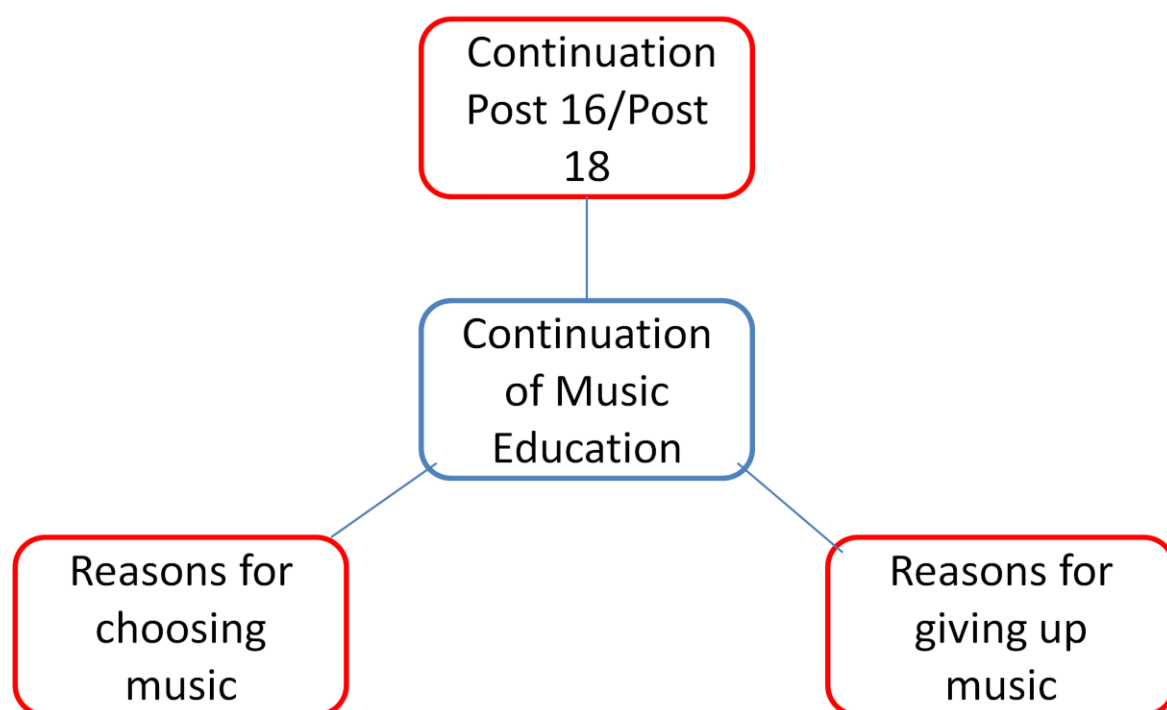 Continuation
Post 16/Post
18
Continuation
of Music
Education
Reasons for
choosing
music
Reasons for
giving up
music